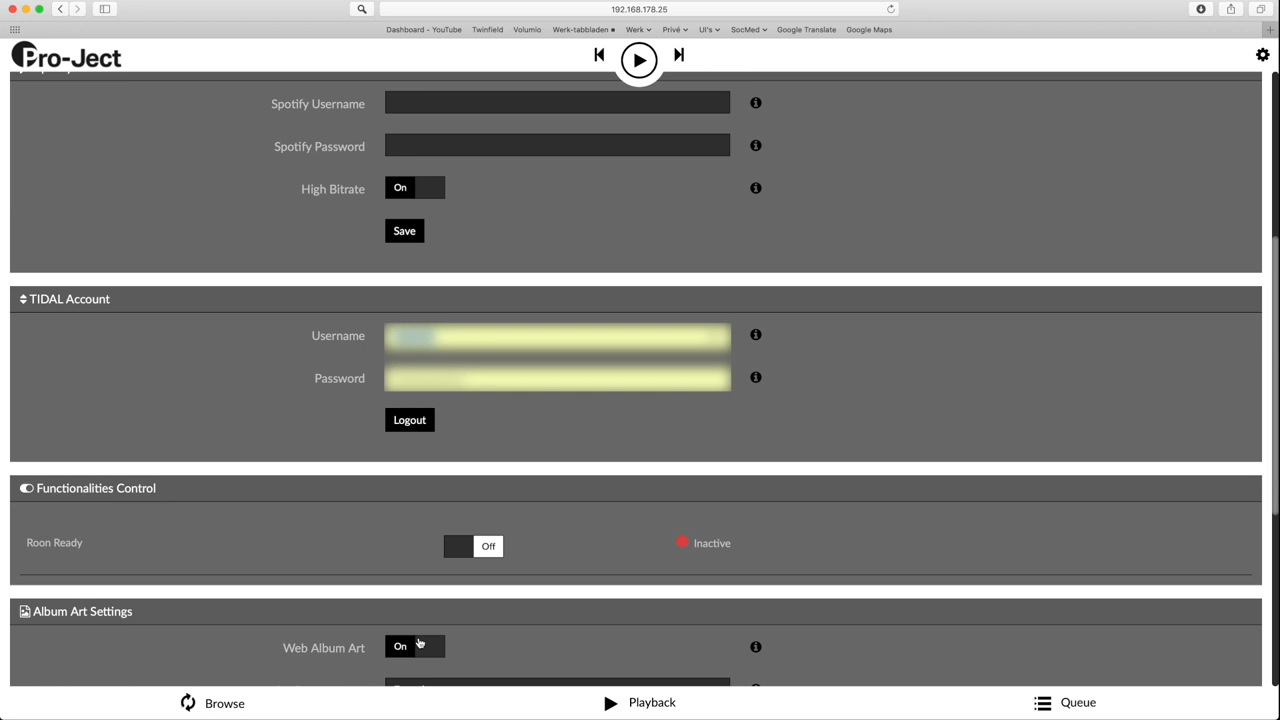 192.168.178.25
Dashboard - YouTube Twinfield Volumio Werk-tabbladen Werk Privé UI's SocMed Google Translate Google Maps
Pro-Ject
Spotify Username
Spotify Password
High Bitrate On
Save
TIDAL Account
Username
Password
Logout
Functionalities Control
Roon Ready Off Inactive
Album Art Settings
Web Album Art On
Browse Playback Queue